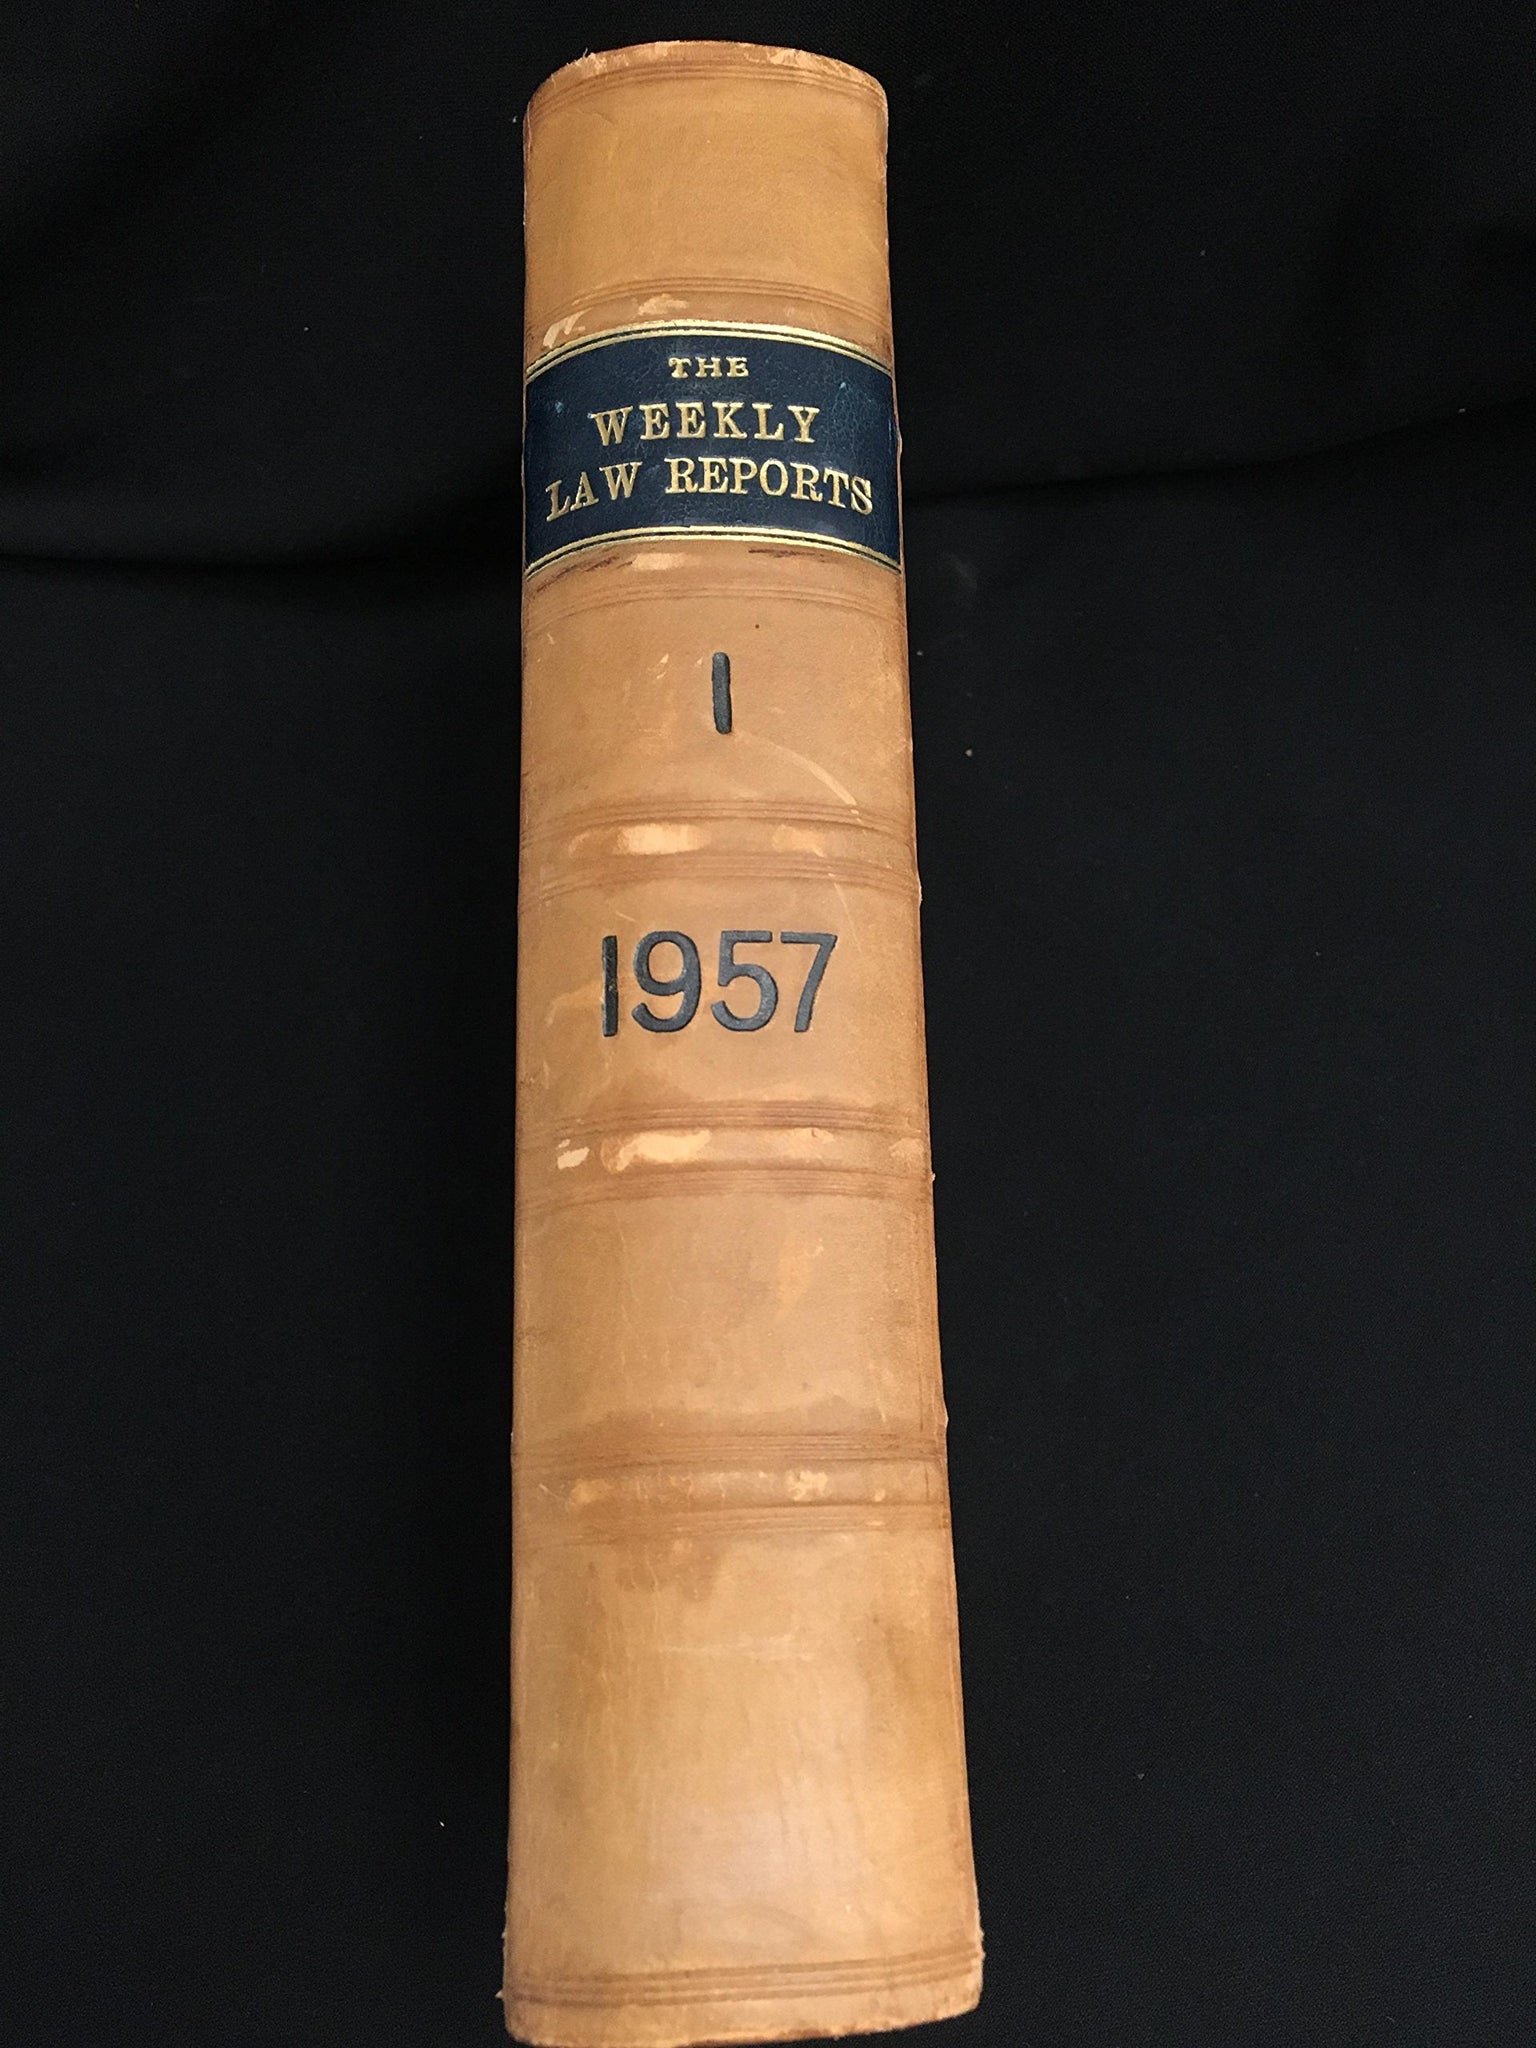 THE
WEEKLY
LAW REPORTS
1
1957